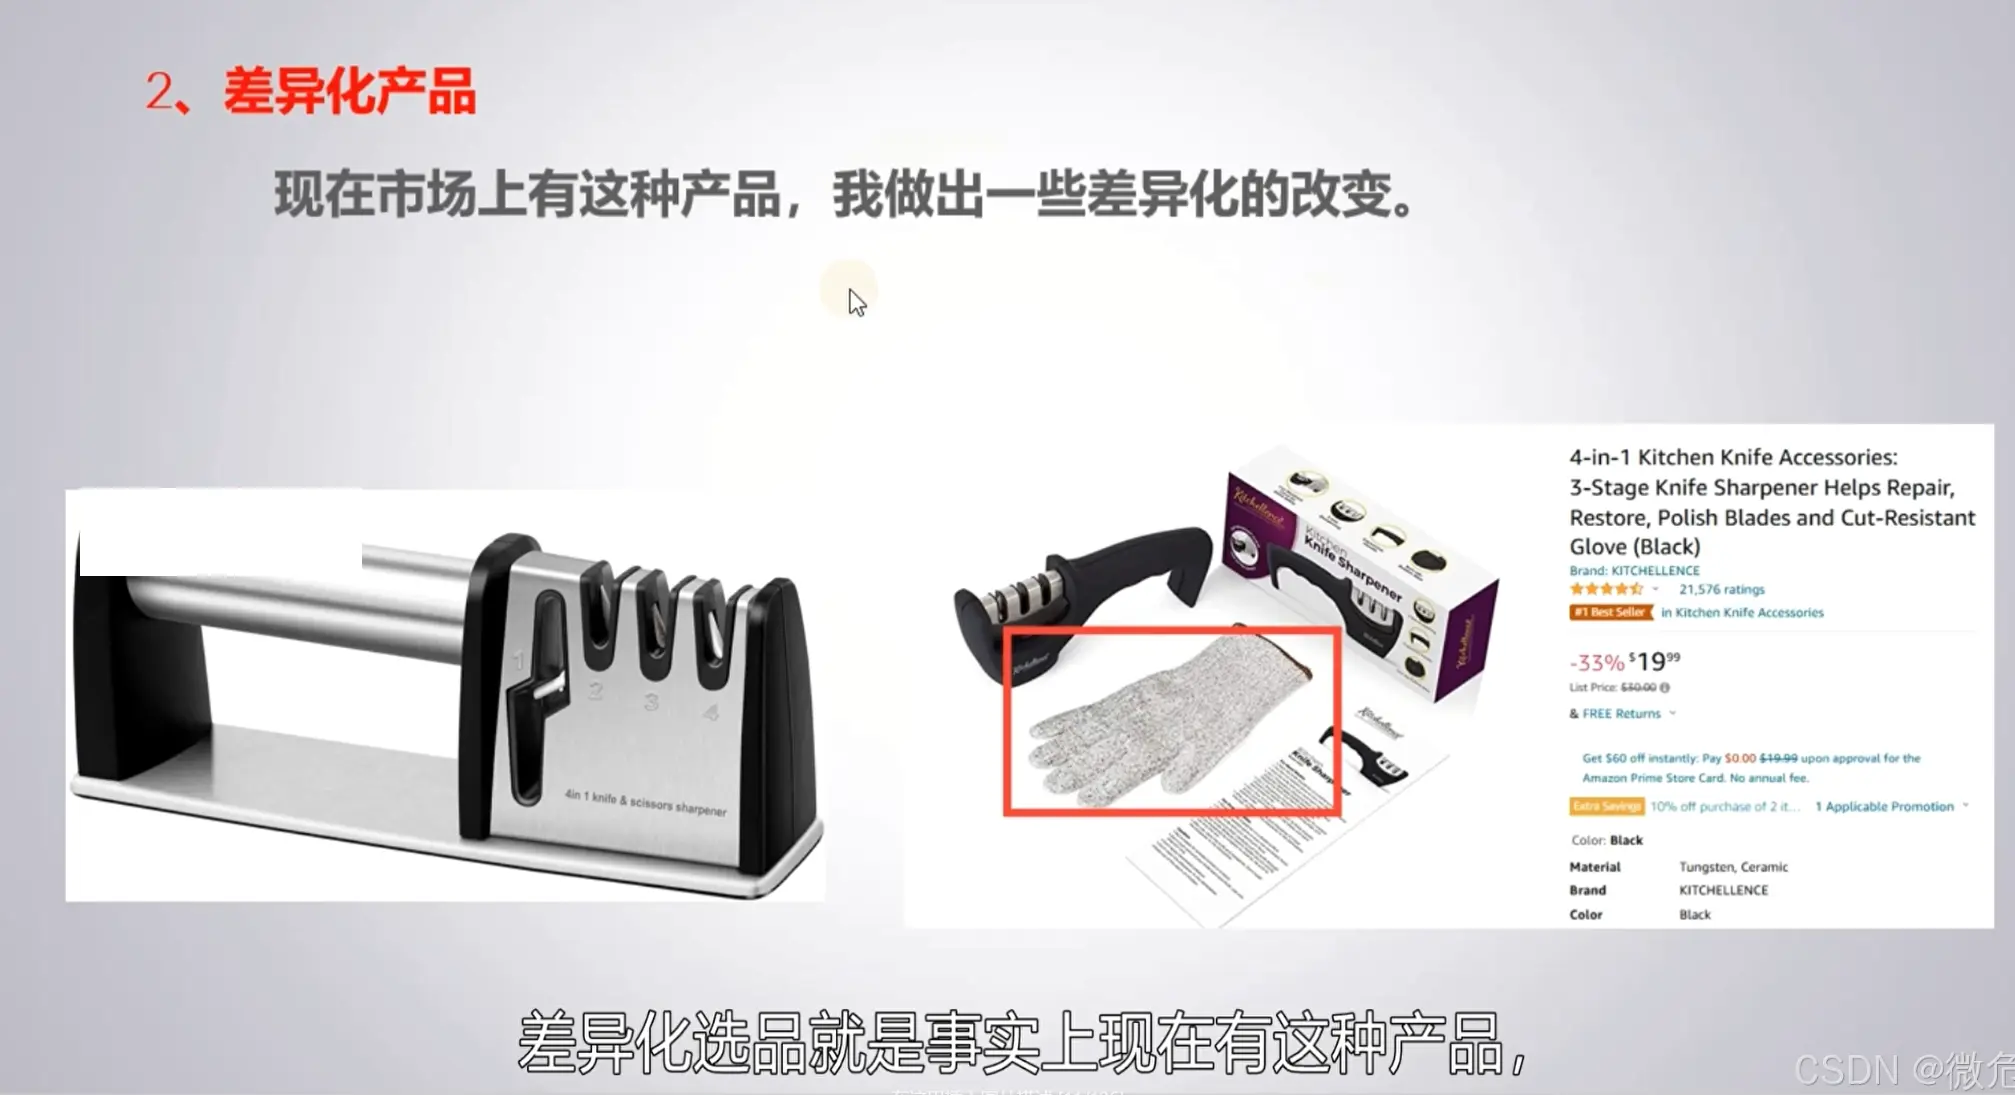 2、差异化产品
现在市场上有这种产品，我做出一些差异化的改变。
1
2
3
4
4in 1 knife & scissors sharpener
Kitchellence
Kitchen
Knife Sharpener
Kitchellence
Kitchellence
Kitchellence
4-in-1 Kitchen Knife Accessories:
3-Stage Knife Sharpener Helps Repair,
Restore, Polish Blades and Cut-Resistant
Glove (Black)
Brand: KITCHELLENCE
21,576 ratings
#1 Best Seller in Kitchen Knife Accessories
-33% $19 99
List Price: $30.00
& FREE Returns
Get $60 off instantly: Pay $0.00 $19.99 upon approval for the
Amazon Prime Store Card. No annual fee.
Extra Savings 10% off purchase of 2 it... 1 Applicable Promotion
Color: Black
Material Tungsten, Ceramic
Brand KITCHELLENCE
Color Black
差异化选品就是事实上现在有这种产品，
CSDN @微危